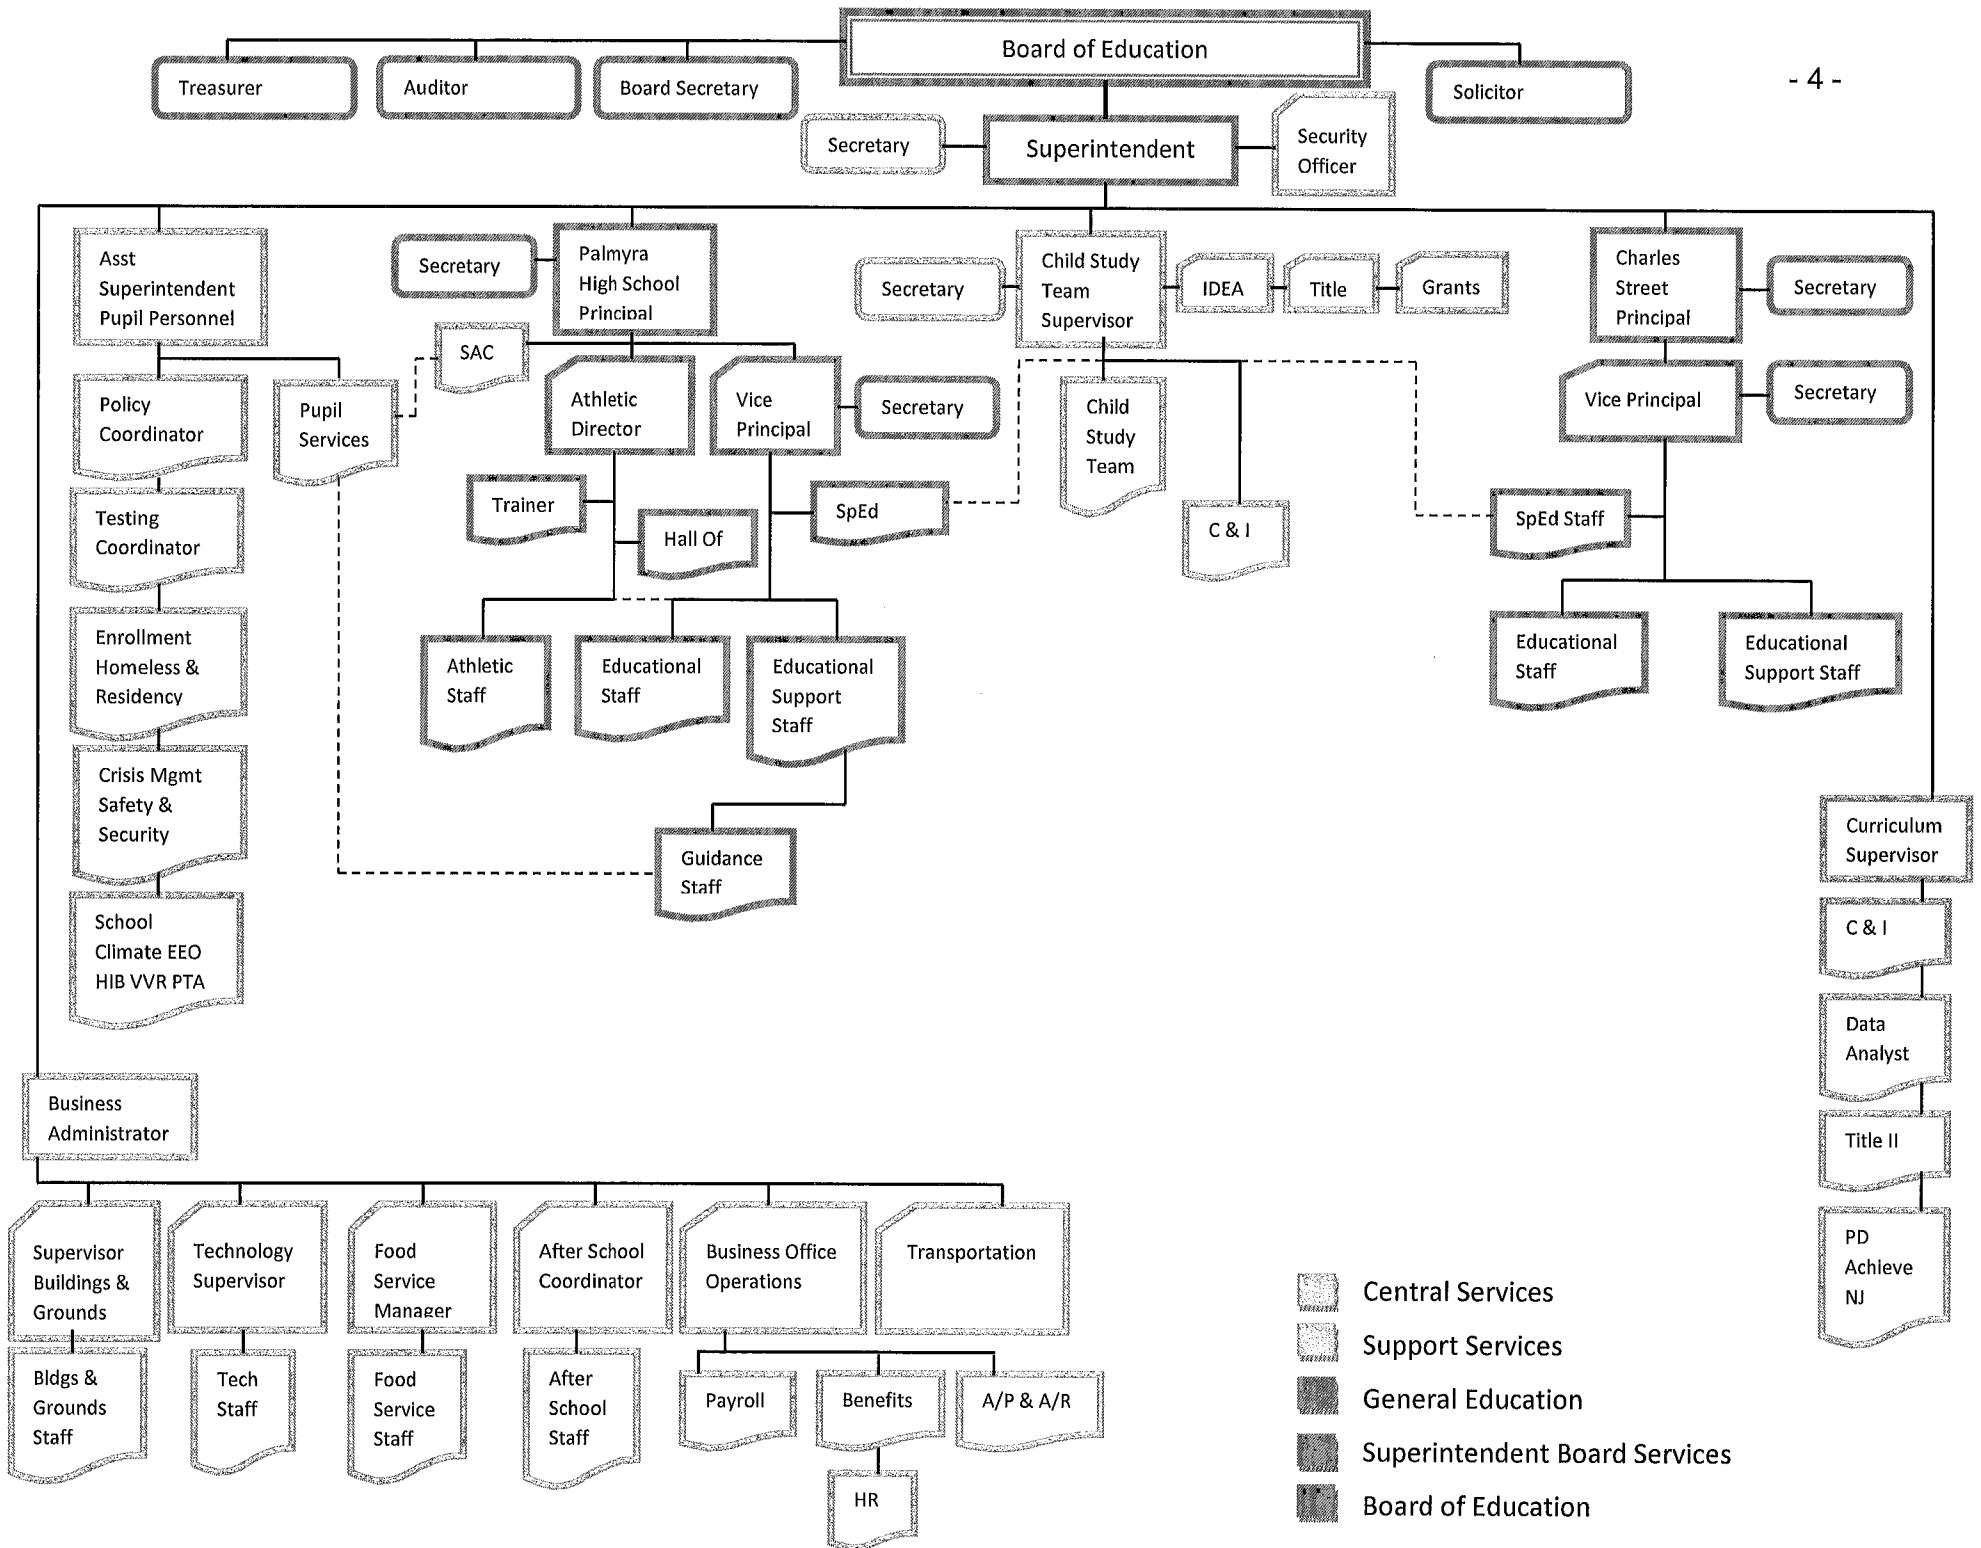 Board of Education
- 4 -
Treasurer
Auditor
Board Secretary
Solicitor
Secretary
Superintendent
Security
Officer
Asst
Superintendent
Pupil Personnel
Secretary
Palmyra
High School
Principal
Secretary
Child Study
Team
Supervisor
IDEA
Title
Grants
Charles
Street
Principal
Secretary
SAC
Policy
Coordinator
Pupil
Services
Athletic
Director
Vice
Principal
Secretary
Child
Study
Team
Vice Principal
Secretary
Trainer
Hall Of
SpEd
C & I
SpEd Staff
Testing
Coordinator
Enrollment
Homeless &
Residency
Athletic
Staff
Educational
Staff
Educational
Support
Staff
Educational
Staff
Educational
Support Staff
Crisis Mgmt
Safety &
Security
Guidance
Staff
Curriculum
Supervisor
School
Climate EEO
HIB VVR PTA
C & I
Data
Analyst
Business
Administrator
Title II
PD
Achieve
NJ
Supervisor
Buildings &
Grounds
Technology
Supervisor
Food
Service
Manager
After School
Coordinator
Business Office
Operations
Transportation
Bldgs &
Grounds
Staff
Tech
Staff
Food
Service
Staff
After
School
Staff
Payroll
Benefits
A/P & A/R
HR
Central Services
Support Services
General Education
Superintendent Board Services
Board of Education